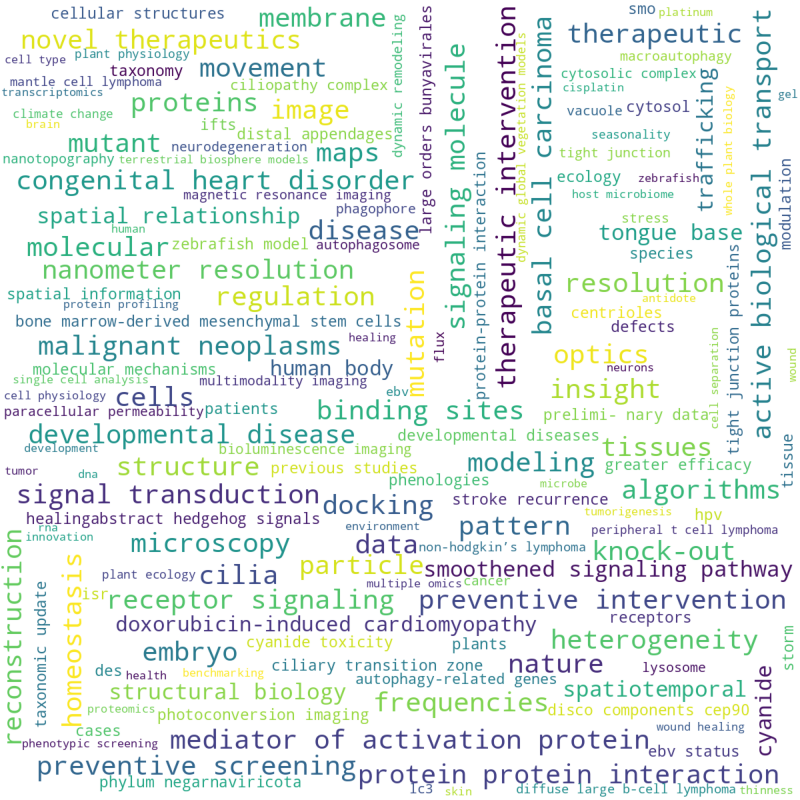 cellular structures
membrane
smo
platinum
novel therapeutics
therapeutic
cell type
plant physiology
movement
macroautophagy
taxonomy
mantle cell lymphoma
ciliopathy complex
cytosolic complex
transcriptomics
proteins
image
cisplatin
gel
climate change
vacuole
cytosol
brain
ifts
distal appendages
seasonality
mutant
neurodegeneration
maps
tight junction
nanotopography
terrestrial biosphere models
ecology
zebrafish
congenital heart disorder
magnetic resonance imaging
host microbiome
spatial relationship
phagophore
stress
human
disease
tongue base
molecular
zebrafish model
autophagosome
species
nanometer resolution
resolution
spatial information
regulation
antidote
protein profiling
centrioles
bone marrow-derived mesenchymal stem cells
defects
malignant neoplasms
healing
optics
molecular mechanisms
human body
neurons
single cell analysis
multimodality imaging
insight
cell physiology
cells
ebv
paracellular permeability
patients
binding sites
prelimi- nary data
developmental disease
developmental diseases
development
bioluminescence imaging
tissues
tumor
dna
structure
previous studies
modeling
greater efficacy
phenologies
microbe
algorithms
signal transduction
docking
stroke recurrence
healingabstract hedgehog signals
tumorigenesis
hpv
rna
environment
pattern
peripheral t cell lymphoma
innovation
microscopy
data
non-hodgkin’s lymphoma
knock-out
plant ecology
cilia
particle
smoothened signaling pathway
multiple omics
cancer
isr
receptor signaling
preventive intervention
doxorubicin-induced cardiomyopathy
receptors
embryo
cyanide toxicity
plants
heterogeneity
des
health
benchmarking
ciliary transition zone
nature
lysosome
structural biology
autophagy-related genes
spatiotemporal
proteomics
photoconversion imaging
frequencies
disco components cep90
cases
wound healing
phenotypic screening
mediator of activation protein
ebv status
preventive screening
protein protein interaction
phylum negarnaviricota
lc3
skin
diffuse large b-cell lymphoma
thinness
dynamic remodeling
large orders bunyavirales
signaling molecule
protein-protein interaction
therapeutic intervention
dynamic global vegetation models
basal cell carcinoma
trafficking
whole plant biology
active biological transport
modulation
mutation
flux
cell separation
tight junction proteins
wound
tissue
reconstruction
taxonomic update
homeostasis
storm
cyanide